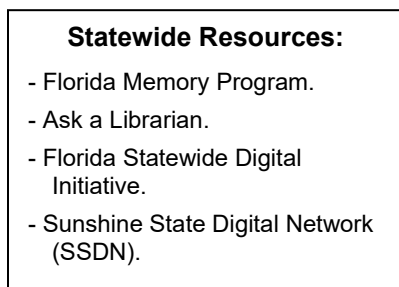 Statewide Resources:
- Florida Memory Program.
- Ask a Librarian.
- Florida Statewide Digital
Initiative.
- Sunshine State Digital Network
(SSDN).